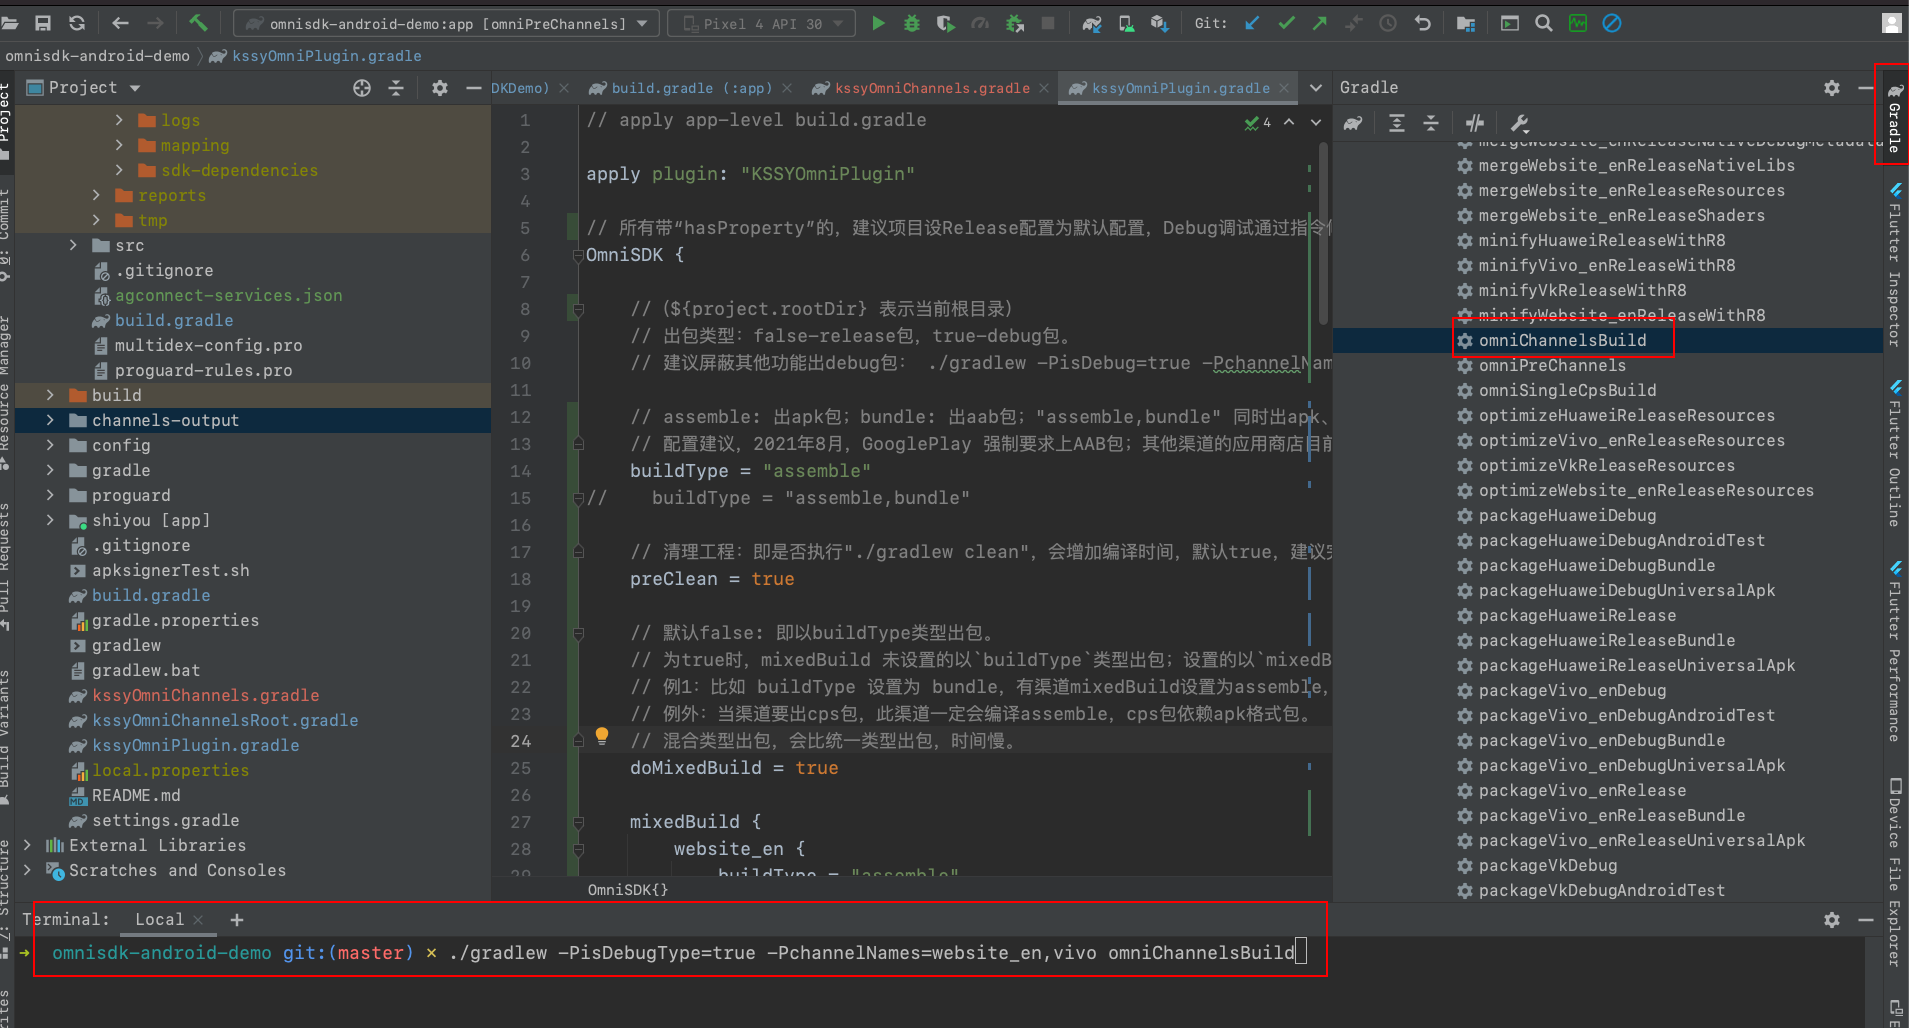 omnisdk-android-demo:app [omniPreChannels]
Pixel 4 API 30
Git:
omnisdk-android-demo
kssyOmniPlugin.gradle
Project
DKDemo)
build.gradle (:app)
kssyOmniChannels.gradle
kssyOmniPlugin.gradle
Gradle
Project
Commit
Resource Manager
Pull Requests
Build Variants
Structure
logs
mapping
sdk-dependencies
reports
tmp
src
.gitignore
agconnect-services.json
build.gradle
multidex-config.pro
proguard-rules.pro
build
channels-output
config
gradle
proguard
shiyou [app]
.gitignore
apksignerTest.sh
build.gradle
gradle.properties
gradlew
gradlew.bat
kssyOmniChannels.gradle
kssyOmniChannelsRoot.gradle
kssyOmniPlugin.gradle
local.properties
README.md
settings.gradle
External Libraries
Scratches and Consoles
4
1 // apply app-level build.gradle
2
3 apply plugin: "KSSYOmniPlugin"
4
5 // 所有带“hasProperty”的，建议项目设Release配置为默认配置，Debug调试通过指令
6 OmniSDK {
7
8 // （${project.rootDir} 表示当前根目录）
9 // 出包类型：false-release包，true-debug包。
10 // 建议屏蔽其他功能出debug包： ./gradlew -PisDebug=true -PchannelNam
11
12 // assemble: 出apk包；bundle: 出aab包；"assemble,bundle" 同时出apk、
13 // 配置建议，2021年8月，GooglePlay 强制要求上AAB包；其他渠道的应用商店目前
14 buildType = "assemble"
15 // buildType = "assemble,bundle"
16
17 // 清理工程：即是否执行"./gradlew clean"，会增加编译时间，默认true，建议
18 preClean = true
19
20 // 默认false: 即以buildType类型出包。
21 // 为true时，mixedBuild 未设置的以`buildType`类型出包；设置的以`mixedB
22 // 例1：比如 buildType 设置为 bundle，有渠道mixedBuild设置为assemble，
23 // 例外：当渠道要出cps包，此渠道一定会编译assemble，cps包依赖apk格式包。
24 // 混合类型出包，会比统一类型出包，时间慢。
25 doMixedBuild = true
26
27 mixedBuild {
28 website_en {
29 buildType = "assemble"
OmniSDK{}
mergeWebsite_enReleaseNativeDebugMetadata
mergeWebsite_enReleaseNativeLibs
mergeWebsite_enReleaseResources
mergeWebsite_enReleaseShaders
minifyHuaweiReleaseWithR8
minifyVivo_enReleaseWithR8
minifyVkReleaseWithR8
minifyWebsite_enReleaseWithR8
omniChannelsBuild
omniPreChannels
omniSingleCpsBuild
optimizeHuaweiReleaseResources
optimizeVivo_enReleaseResources
optimizeVkReleaseResources
optimizeWebsite_enReleaseResources
packageHuaweiDebug
packageHuaweiDebugAndroidTest
packageHuaweiDebugBundle
packageHuaweiDebugUniversalApk
packageHuaweiRelease
packageHuaweiReleaseBundle
packageHuaweiReleaseUniversalApk
packageVivo_enDebug
packageVivo_enDebugAndroidTest
packageVivo_enDebugBundle
packageVivo_enDebugUniversalApk
packageVivo_enRelease
packageVivo_enReleaseBundle
packageVivo_enReleaseUniversalApk
packageVkDebug
packageVkDebugAndroidTest
Gradle
Flutter Inspector
Flutter Outline
Flutter Performance
Device File Explorer
Terminal: Local
→ omnisdk-android-demo git:(master) × ./gradlew -PisDebugType=true -PchannelNames=website_en,vivo omniChannelsBuild